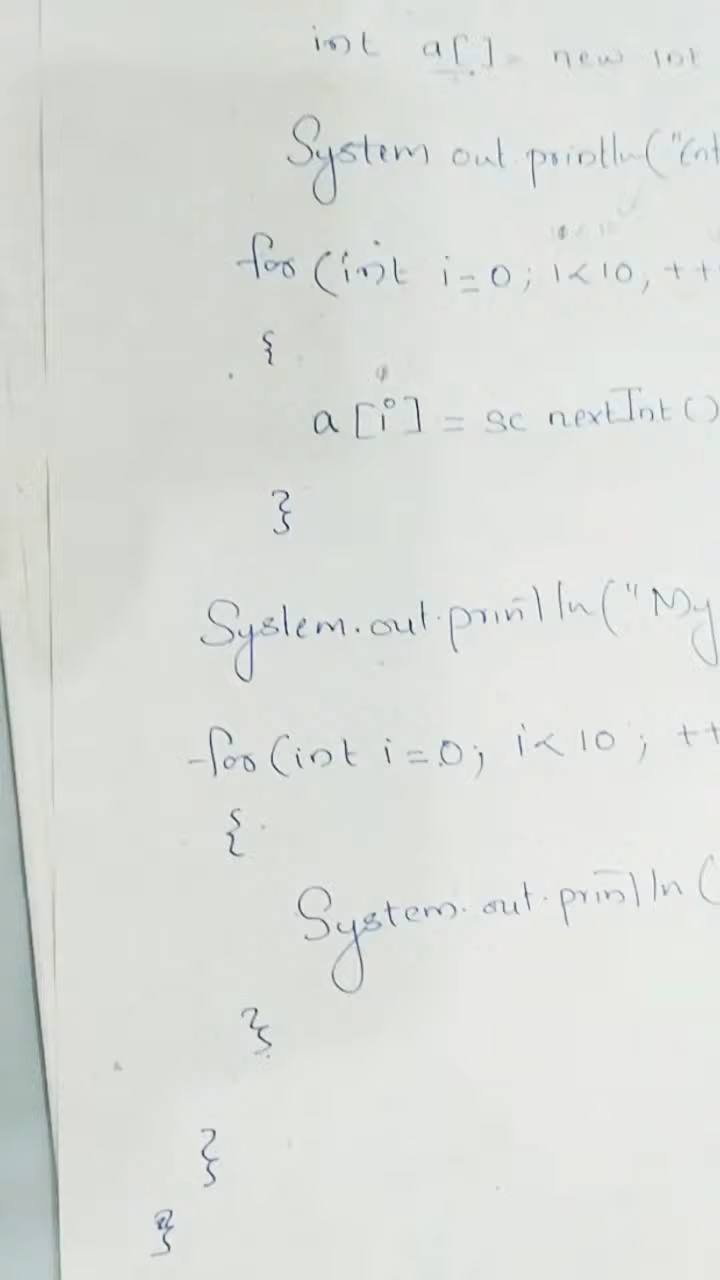 int a[] = new int
System out println("Ent
for (int i=0; i<10, ++
{
a[i] = sc nextInt()
}
System.out.println("My
for(int i=0; i<10; ++
{
System.out.println(
}
}
}